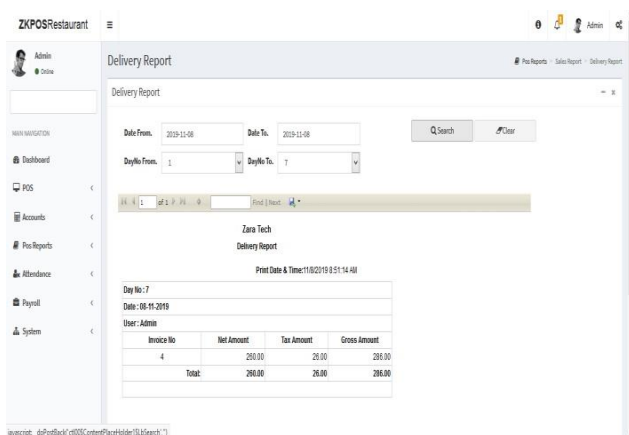 ZKPOSRestaurant
Admin
Admin
Online
MAIN NAVIGATION
Dashboard
POS
Accounts
Pos Reports
Attendance
Payroll
System
Delivery Report
Pos Reports - Sales Report - Delivery Report
Delivery Report
Date From. 2019-11-08 Date To. 2019-11-08 Search Clear
DayNo From. 1 DayNo To. 7
1 of 1 Find | Next
Zara Tech
Delivery Report
Print Date & Time:11/8/2019 8:51:14 AM
Day No : 7
Date : 08-11-2019
User : Admin
Invoice No Net Amount Tax Amount Gross Amount
4 260.00 26.00 286.00
Total: 260.00 26.00 286.00
javascript:__doPostBack('ctl00$ContentPlaceHolder1$LbSearch','')